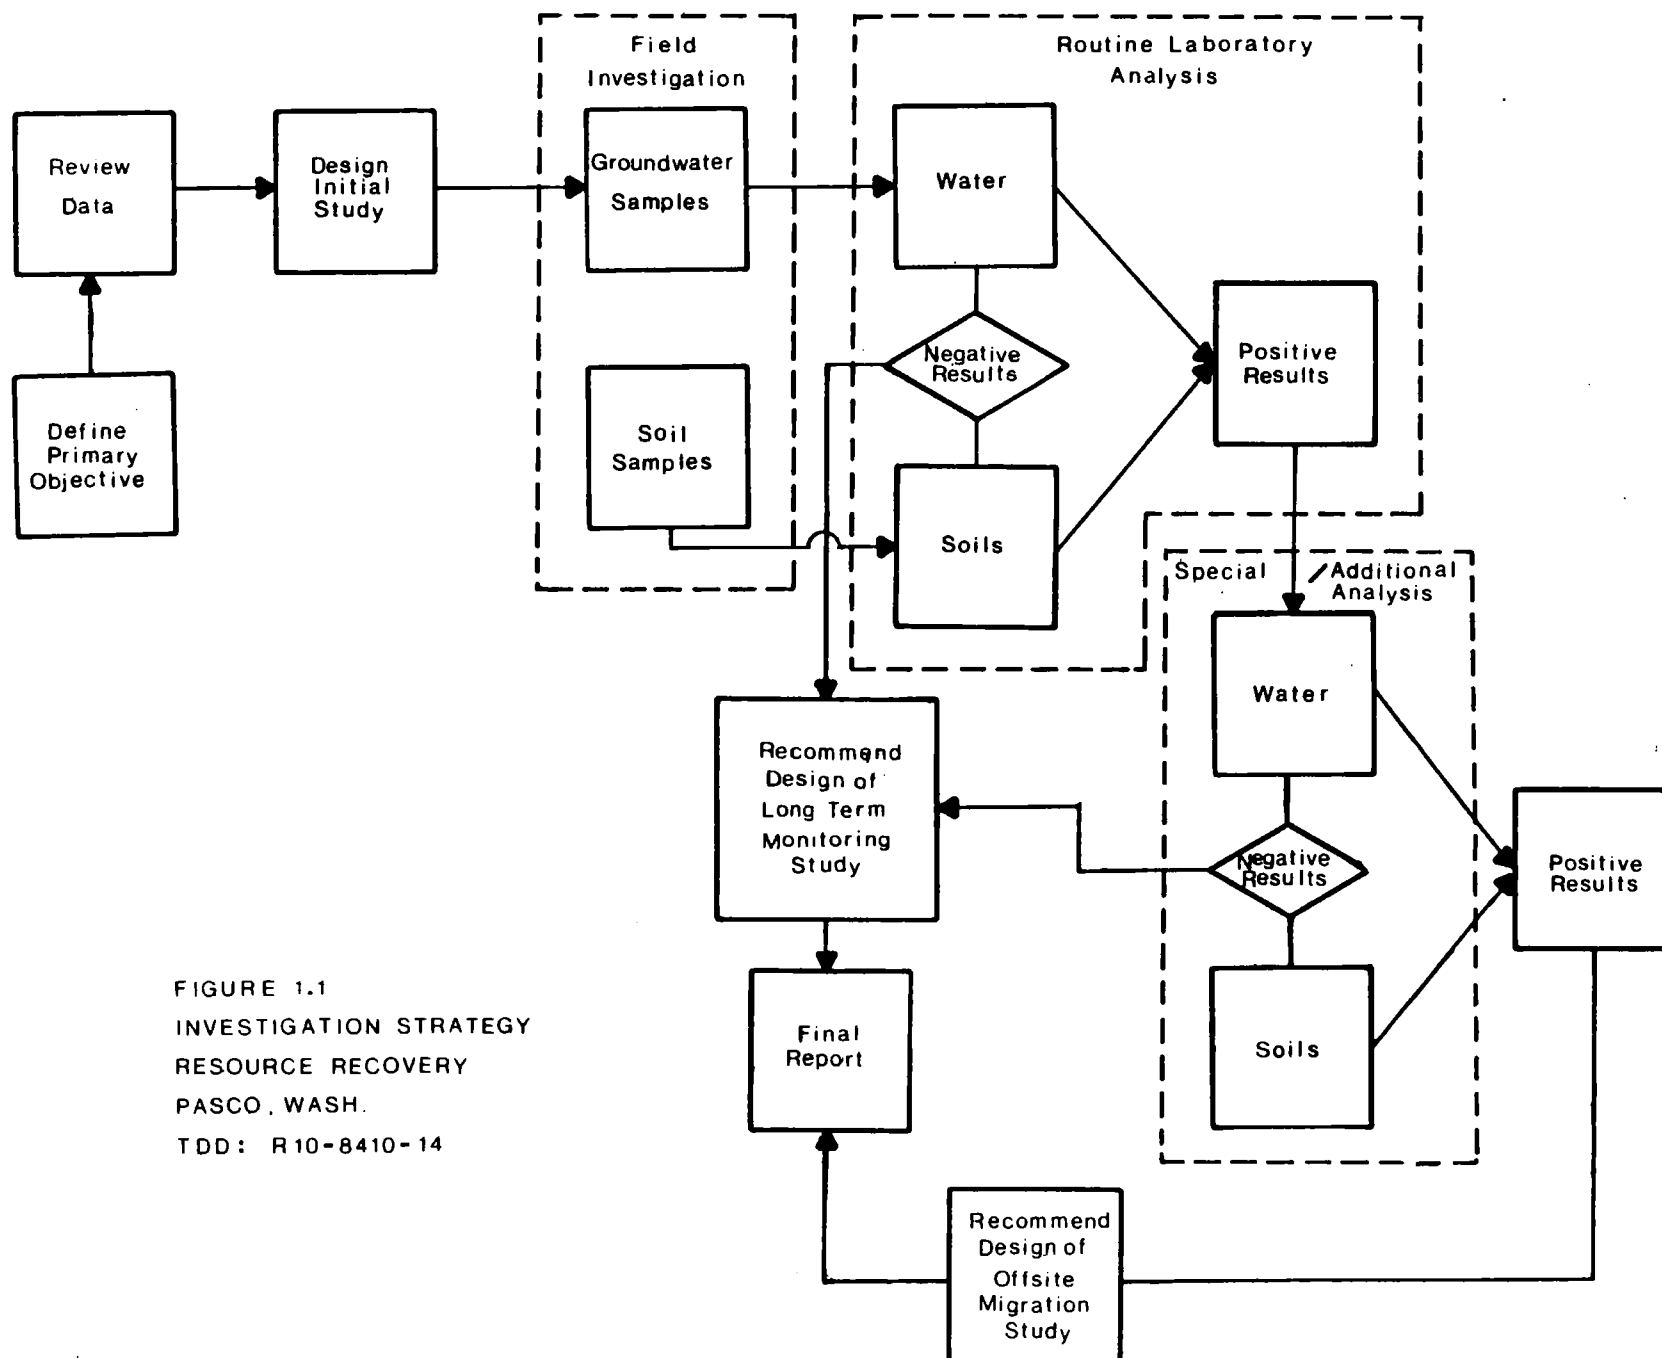 Field
Investigation
Routine Laboratory
Analysis
Review
Data
Design
Initial
Study
Groundwater
Samples
Water
Negative
Results
Positive
Results
Define
Primary
Objective
Soil
Samples
Soils
Special / Additional
Analysis
Water
Recommend
Design of
Long Term
Monitoring
Study
Negative
Results
Positive
Results
Soils
Final
Report
Recommend
Design of
Offsite
Migration
Study
FIGURE 1.1
INVESTIGATION STRATEGY
RESOURCE RECOVERY
PASCO, WASH.
TDD: R10-8410-14